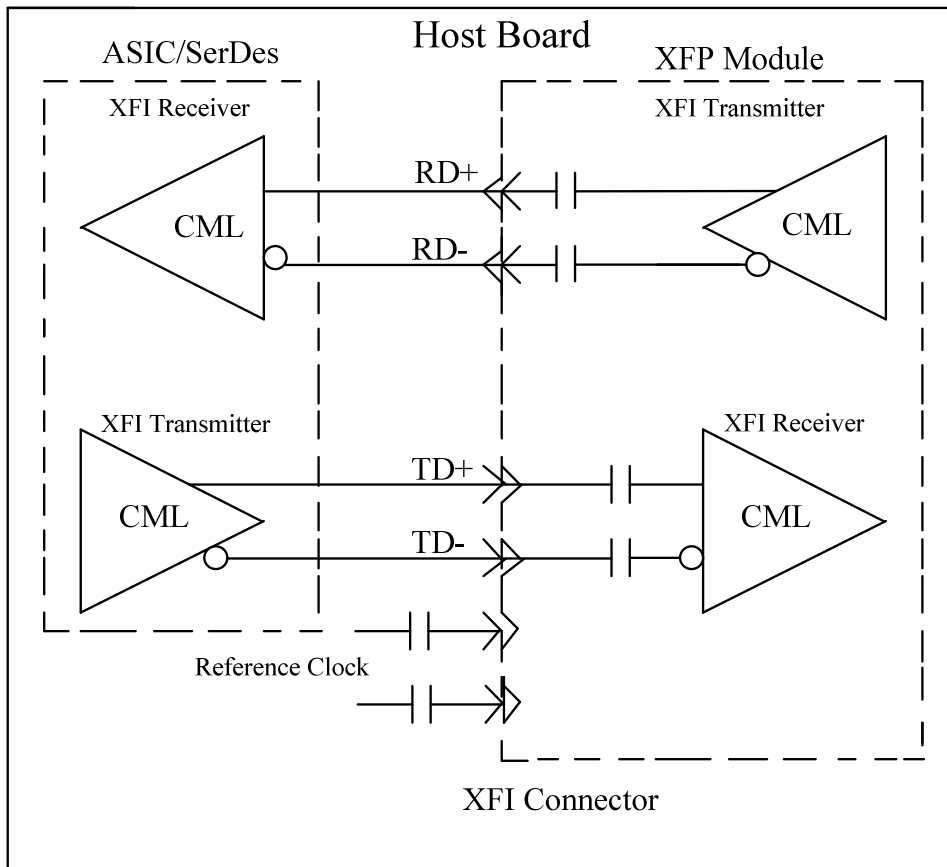 Host Board
ASIC/SerDes
XFP Module
XFI Receiver
XFI Transmitter
RD+
CML
CML
RD-
XFI Transmitter
XFI Receiver
TD+
CML
CML
TD-
Reference Clock
XFI Connector